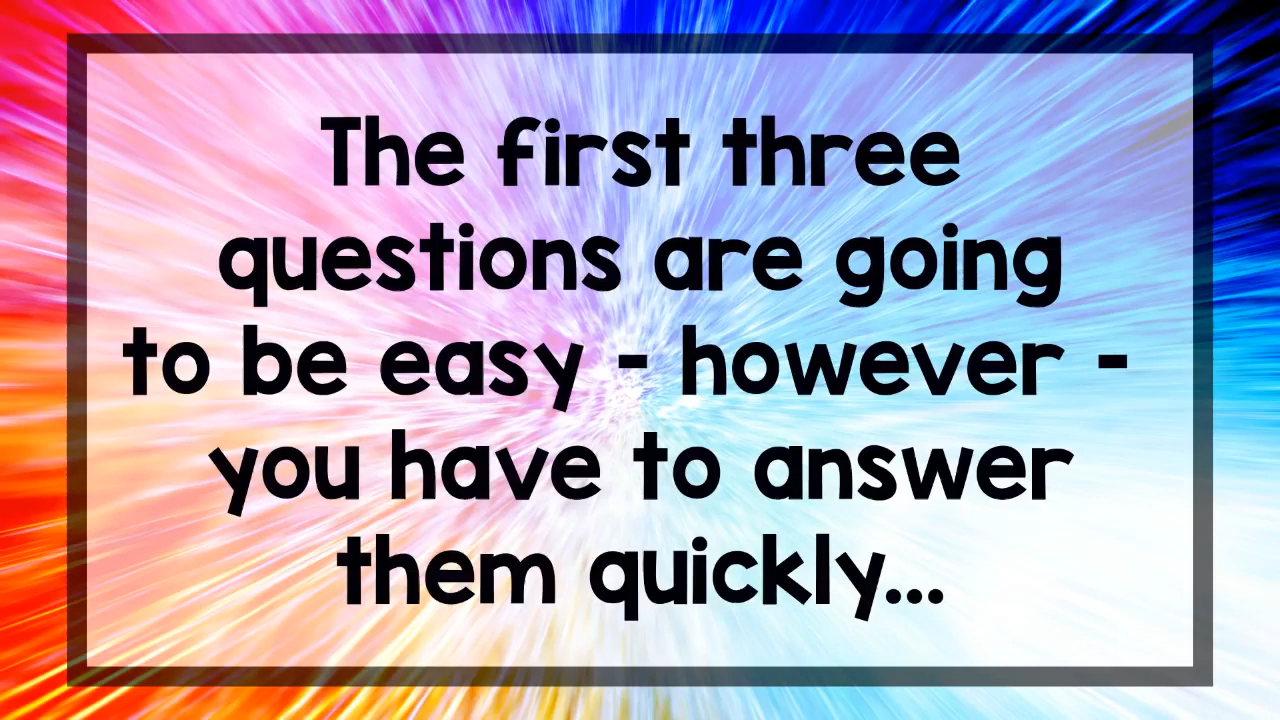 The first three
questions are going
to be easy - however -
you have to answer
them quickly...